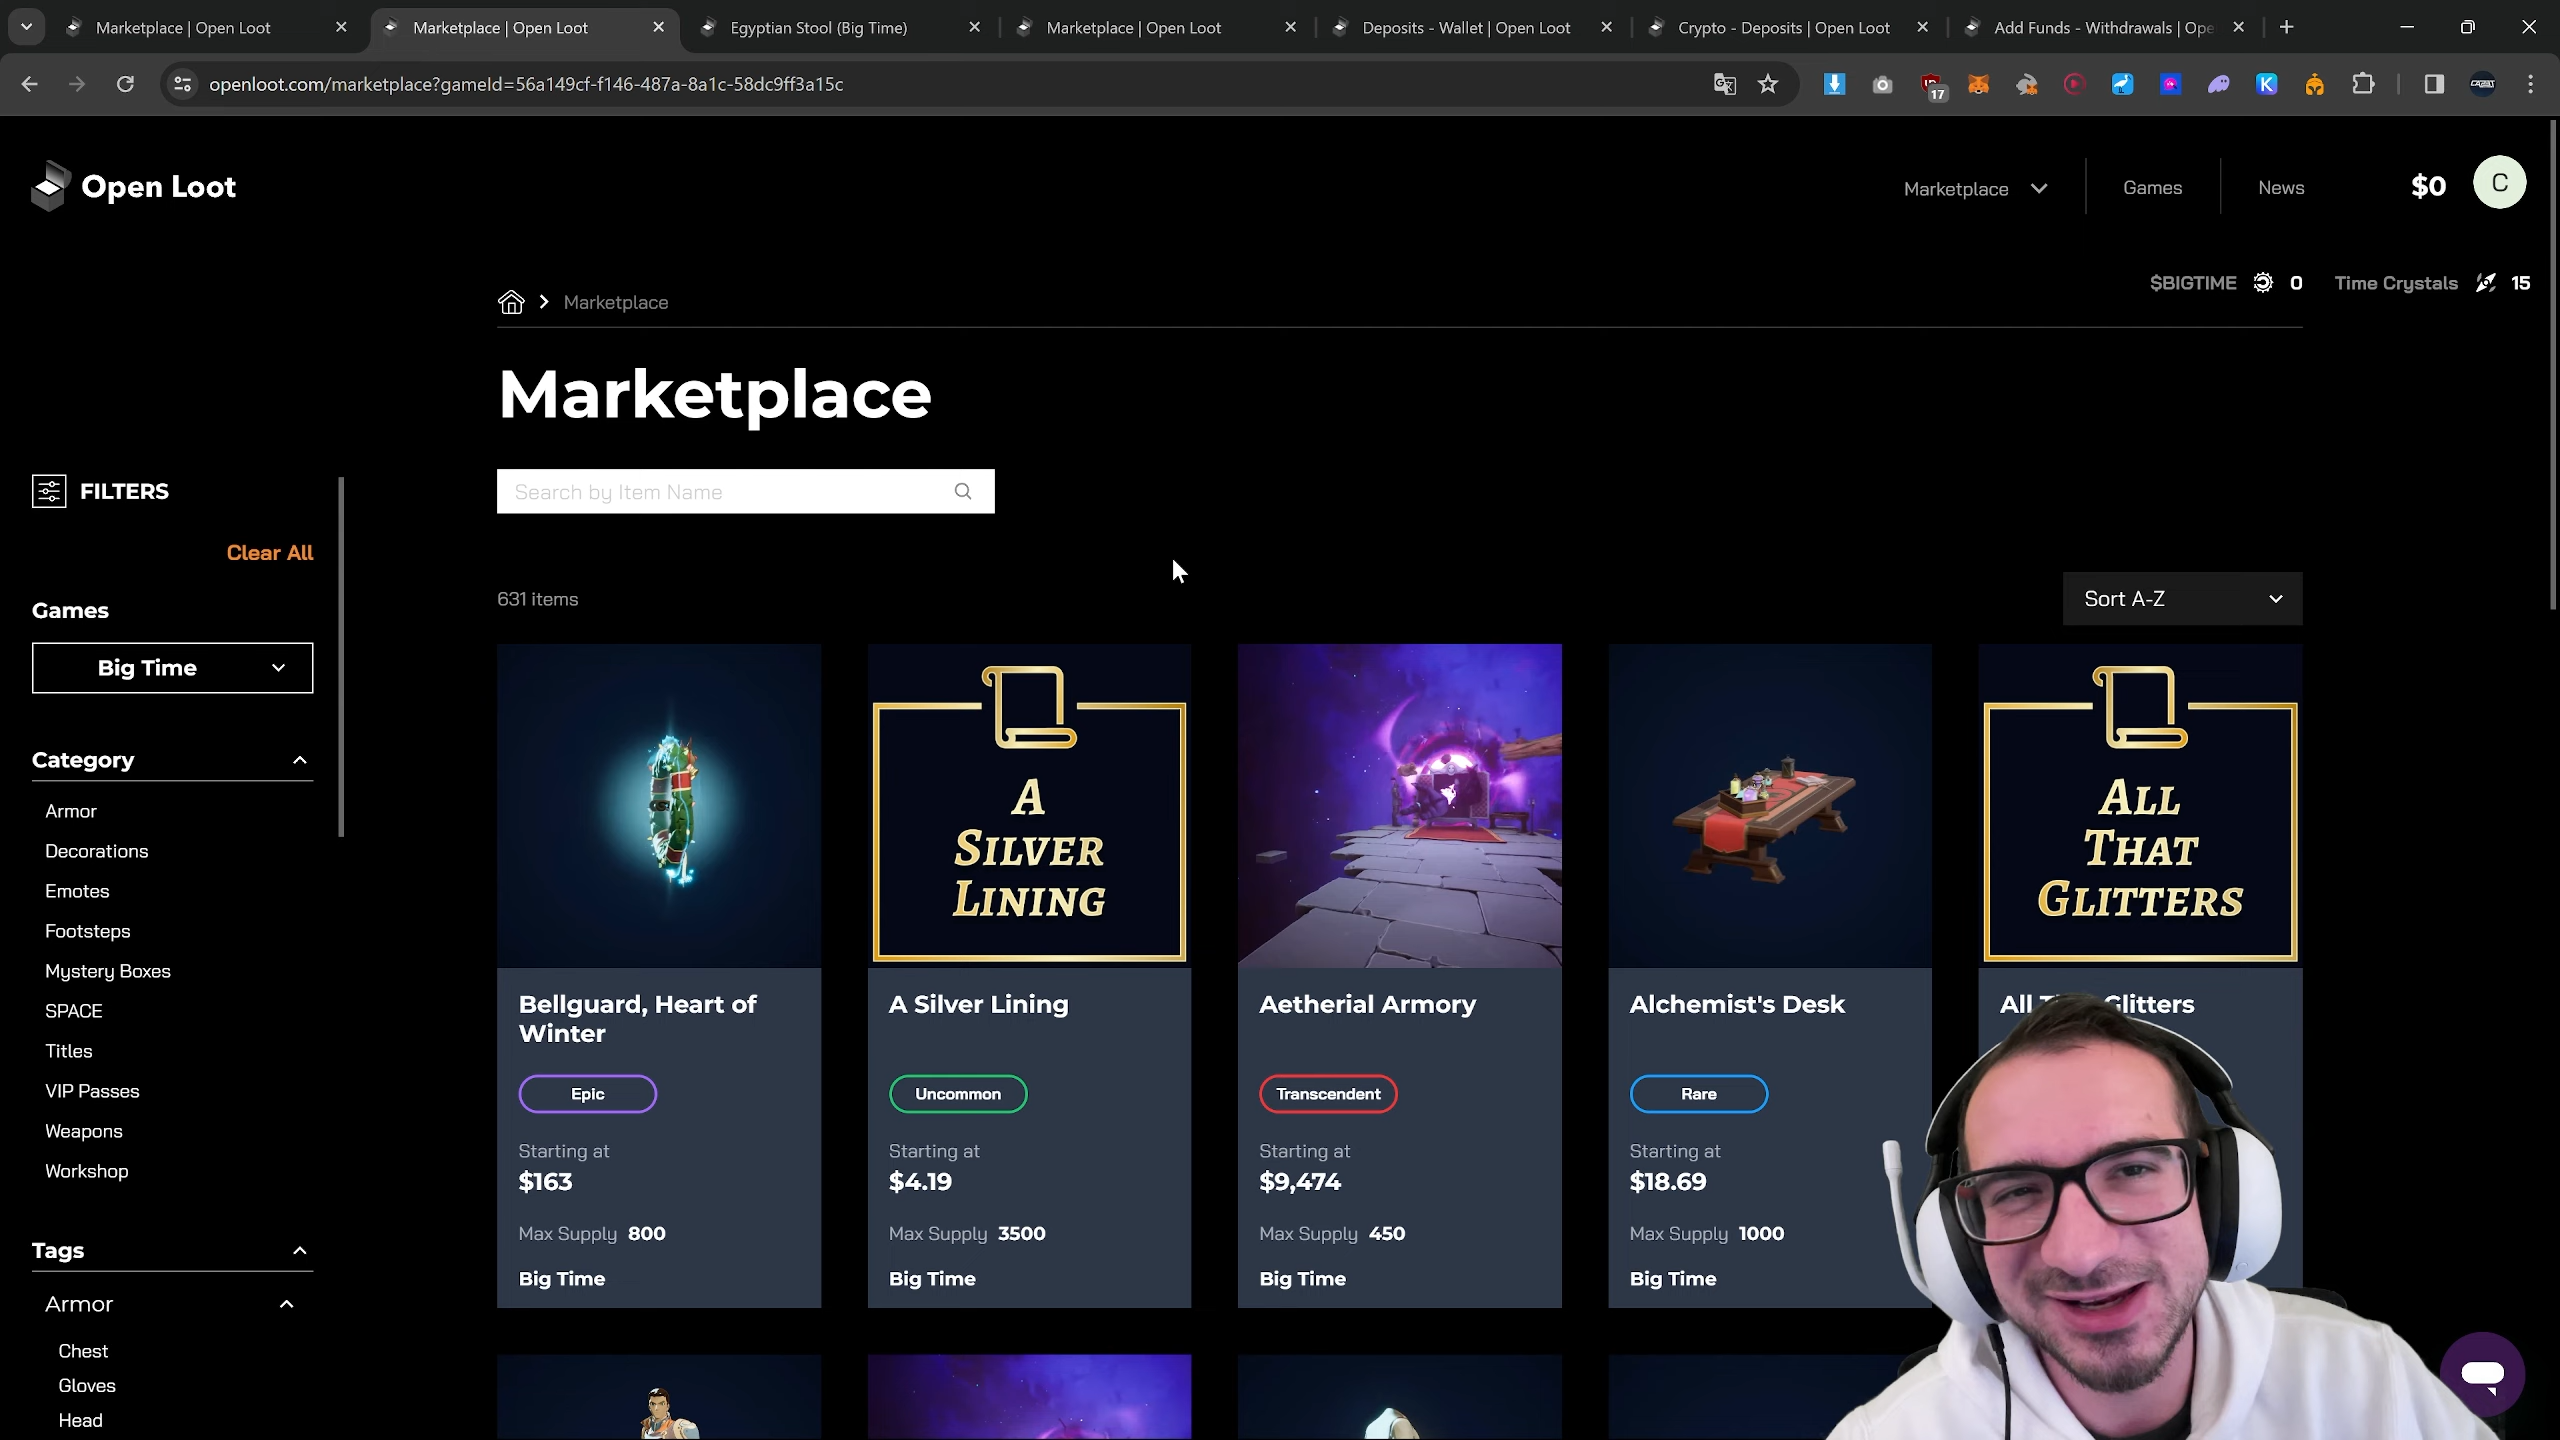 Marketplace | Open Loot
Marketplace | Open Loot
Egyptian Stool (Big Time)
Marketplace | Open Loot
Deposits - Wallet | Open Loot
Crypto - Deposits | Open Loot
Add Funds - Withdrawals | Ope
openloot.com/marketplace?gameId=56a149cf-f146-487a-8a1c-58dc9ff3a15c
17
K
Open Loot
Marketplace
Games
News
$0
C
$BIGTIME 0
Time Crystals 15
Marketplace
Marketplace
Search by Item Name
FILTERS
Clear All
Games
Big Time
Category
Armor
Decorations
Emotes
Footsteps
Mystery Boxes
SPACE
Titles
VIP Passes
Weapons
Workshop
Tags
Armor
Chest
Gloves
Head
631 items
Sort A-Z
Bellguard, Heart of
Winter
Epic
Starting at
$163
Max Supply 800
Big Time
A
SILVER
LINING
A Silver Lining
Uncommon
Starting at
$4.19
Max Supply 3500
Big Time
Aetherial Armory
Transcendent
Starting at
$9,474
Max Supply 450
Big Time
Alchemist's Desk
Rare
Starting at
$18.69
Max Supply 1000
Big Time
ALL
THAT
GLITTERS
All Glitters